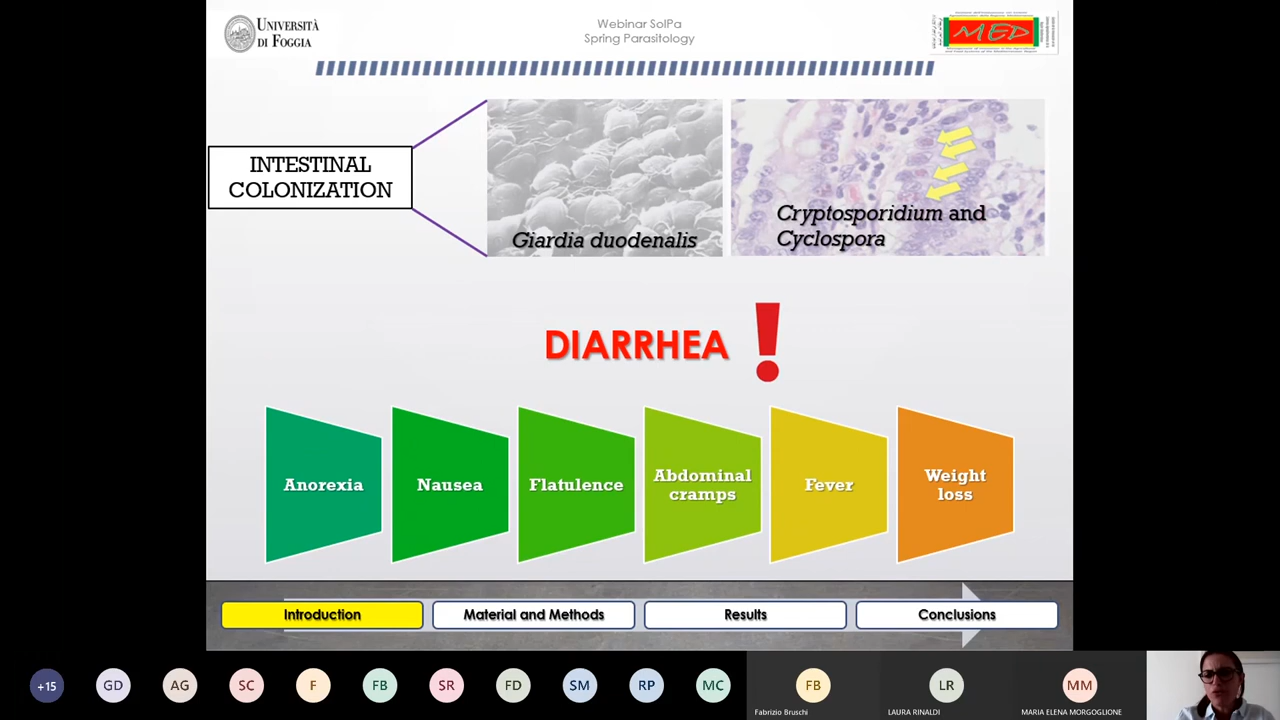 UNIVERSITÀ
DI FOGGIA
Webinar SoIPa
Spring Parasitology
MED
INTESTINAL
COLONIZATION
Giardia duodenalis
Cryptosporidium and
Cyclospora
DIARRHEA !
Anorexia
Nausea
Flatulence
Abdominal
cramps
Fever
Weight
loss
Introduction
Material and Methods
Results
Conclusions
+15
GD
AG
SC
F
FB
SR
FD
SM
RP
MC
FB
LR
MM
Fabrizio Bruschi
LAURA RINALDI
MARIA ELENA MORGOGLIONE